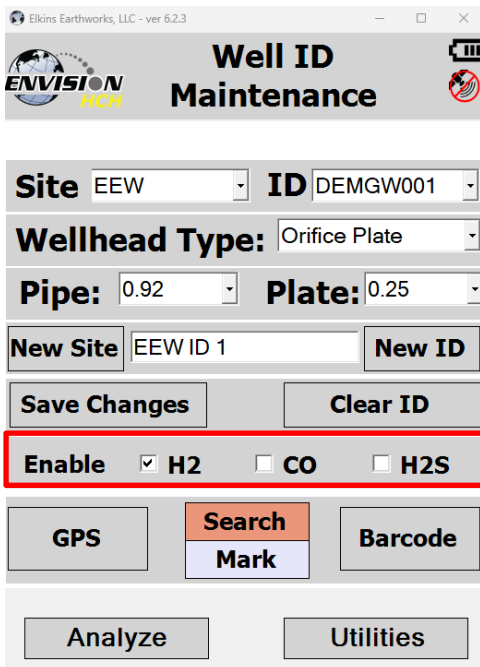 Elkins Earthworks, LLC - ver 6.2.3
ENVISION
HCH
Well ID
Maintenance
Site EEW ID DEMGW001
Wellhead Type: Orifice Plate
Pipe: 0.92 Plate: 0.25
New Site EEW ID 1 New ID
Save Changes Clear ID
Enable H2 CO H2S
GPS Search Mark Barcode
Analyze Utilities